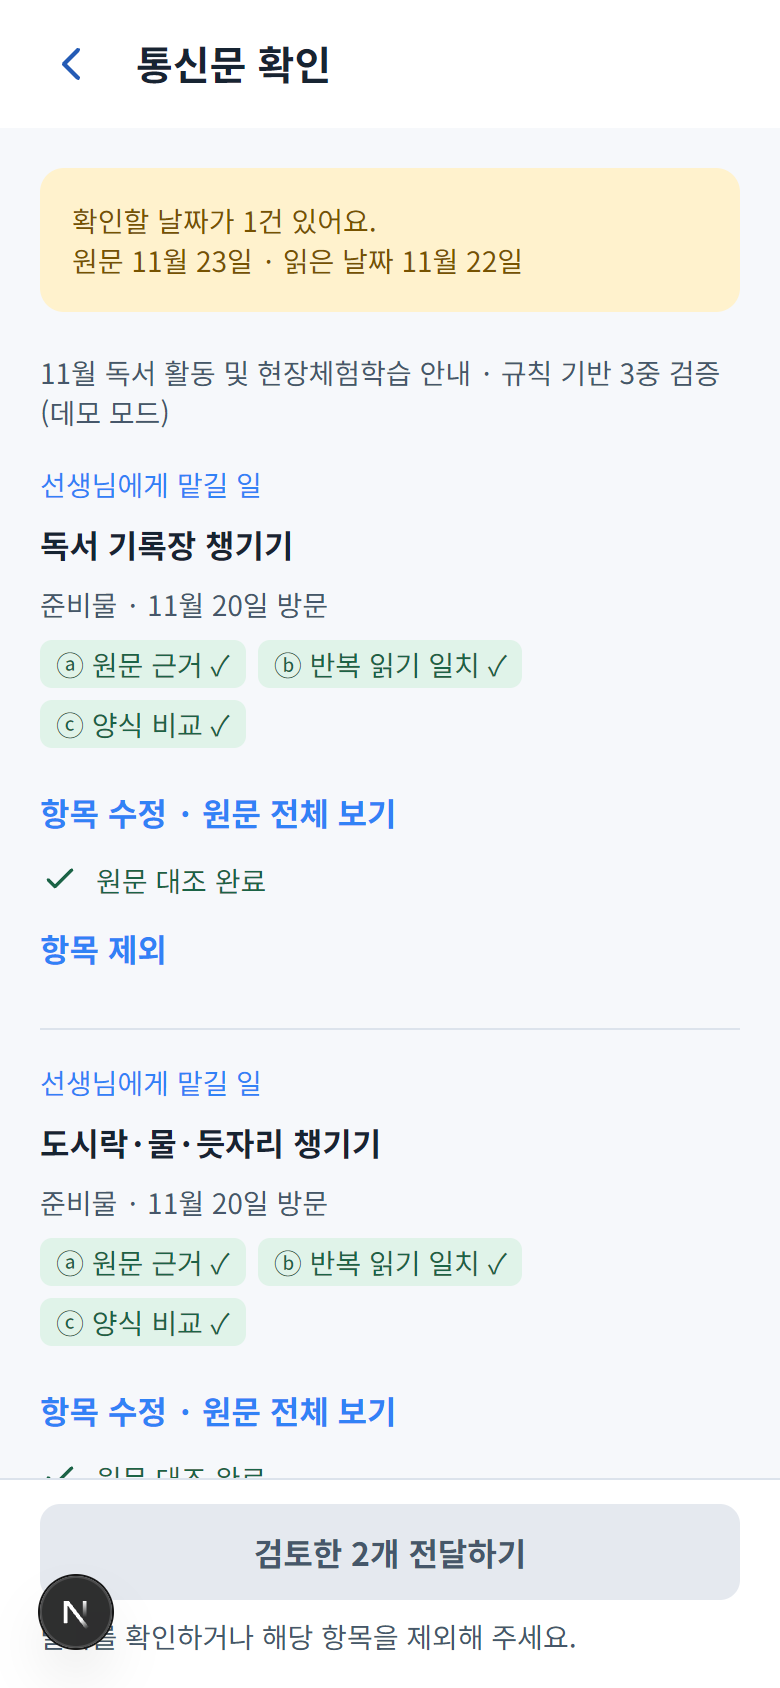 통신문 확인
확인할 날짜가 1건 있어요.
원문 11월 23일 · 읽은 날짜 11월 22일
11월 독서 활동 및 현장체험학습 안내 · 규칙 기반 3중 검증
(데모 모드)
선생님에게 맡길 일
독서 기록장 챙기기
준비물 · 11월 20일 방문
ⓐ 원문 근거 ✓ ⓑ 반복 읽기 일치 ✓
ⓒ 양식 비교 ✓
항목 수정 · 원문 전체 보기
원문 대조 완료
항목 제외
선생님에게 맡길 일
도시락·물·돗자리 챙기기
준비물 · 11월 20일 방문
ⓐ 원문 근거 ✓ ⓑ 반복 읽기 일치 ✓
ⓒ 양식 비교 ✓
항목 수정 · 원문 전체 보기
원문 대조 완료
검토한 2개 전달하기
N
확인하거나 해당 항목을 제외해 주세요.